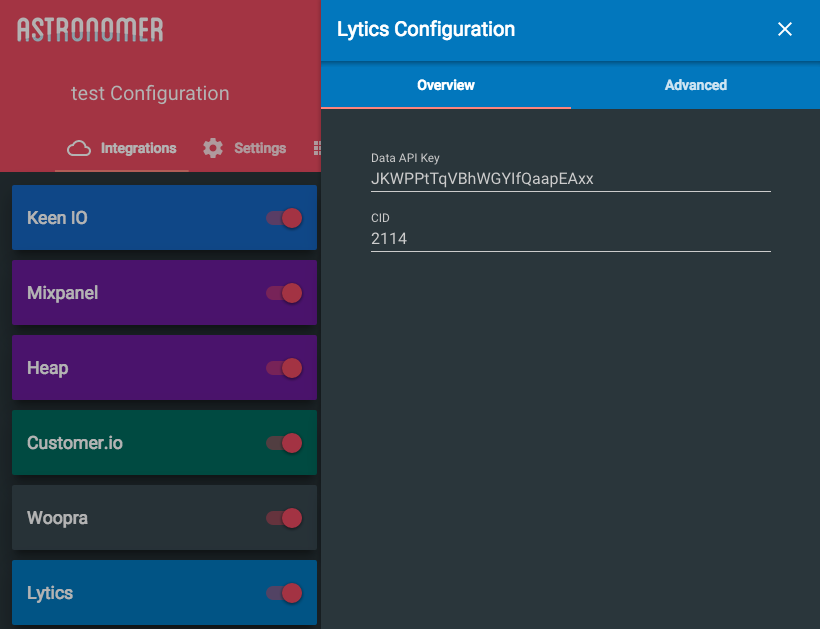 ASTRONOMER
test Configuration
Integrations
Settings
Keen IO
Mixpanel
Heap
Customer.io
Woopra
Lytics
Lytics Configuration
Overview
Advanced
Data API Key
JKWPPtTqVBhWGYIfQaapEAxx
CID
2114